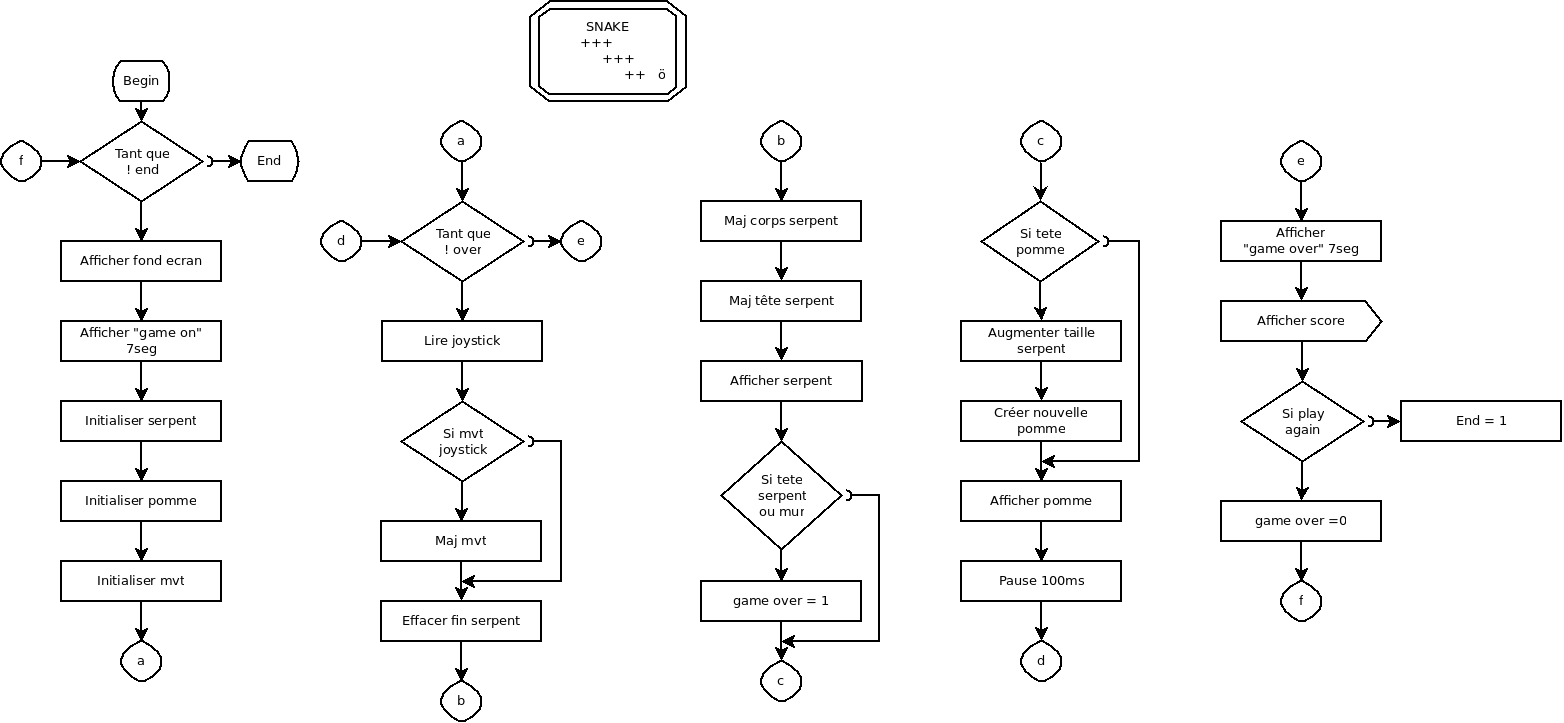 SNAKE
+++
+++
++ ö
Begin
f
Tant que
! end
End
Afficher fond ecran
Afficher "game on"
7seg
Initialiser serpent
Initialiser pomme
Initialiser mvt
a
a
d
Tant que
! over
e
Lire joystick
Si mvt
joystick
Maj mvt
Effacer fin serpent
b
b
Maj corps serpent
Maj tête serpent
Afficher serpent
Si tete
serpent
ou mur
game over = 1
c
c
Si tete
pomme
Augmenter taille
serpent
Créer nouvelle
pomme
Afficher pomme
Pause 100ms
d
e
Afficher
"game over" 7seg
Afficher score
Si play
again
End = 1
game over =0
f